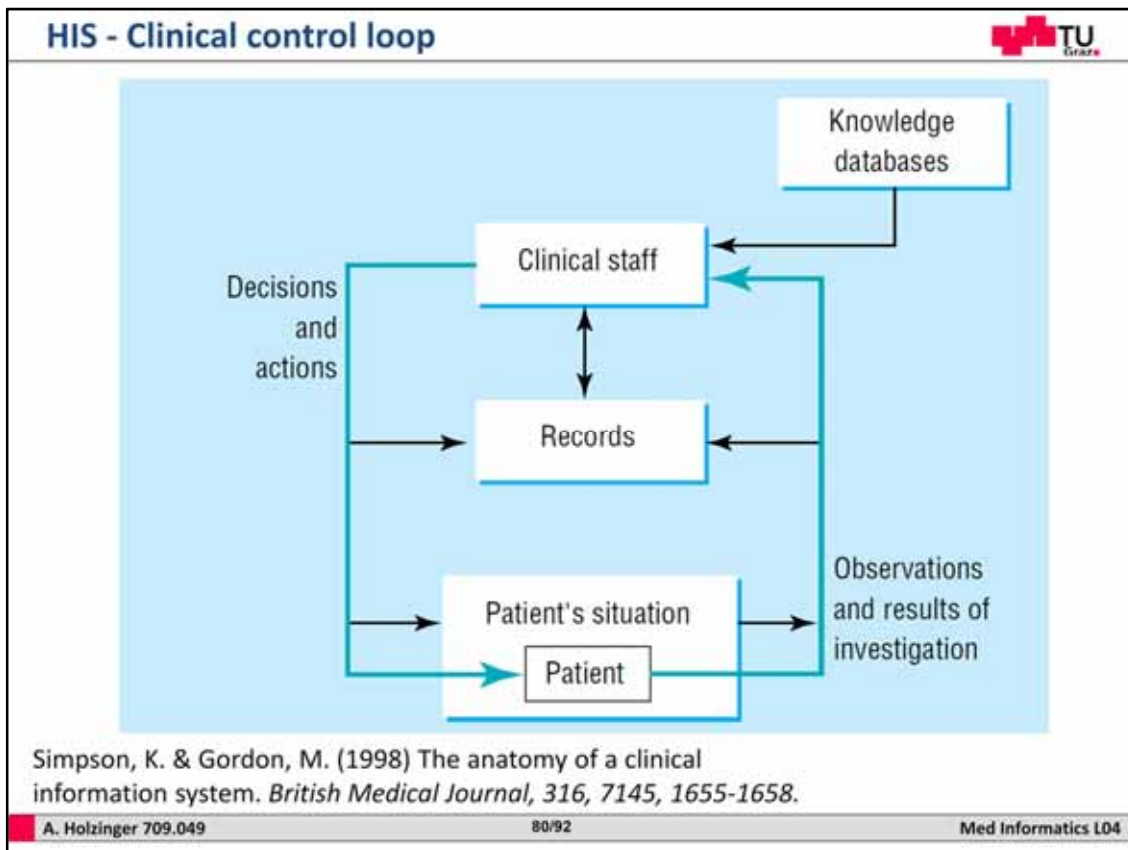 HIS - Clinical control loop
TU
Graz
Knowledge
databases
Clinical staff
Decisions
and
actions
Records
Observations
and results of
investigation
Patient's situation
Patient
Simpson, K. & Gordon, M. (1998) The anatomy of a clinical
information system. British Medical Journal, 316, 7145, 1655-1658.
A. Holzinger 709.049
80/92
Med Informatics L04